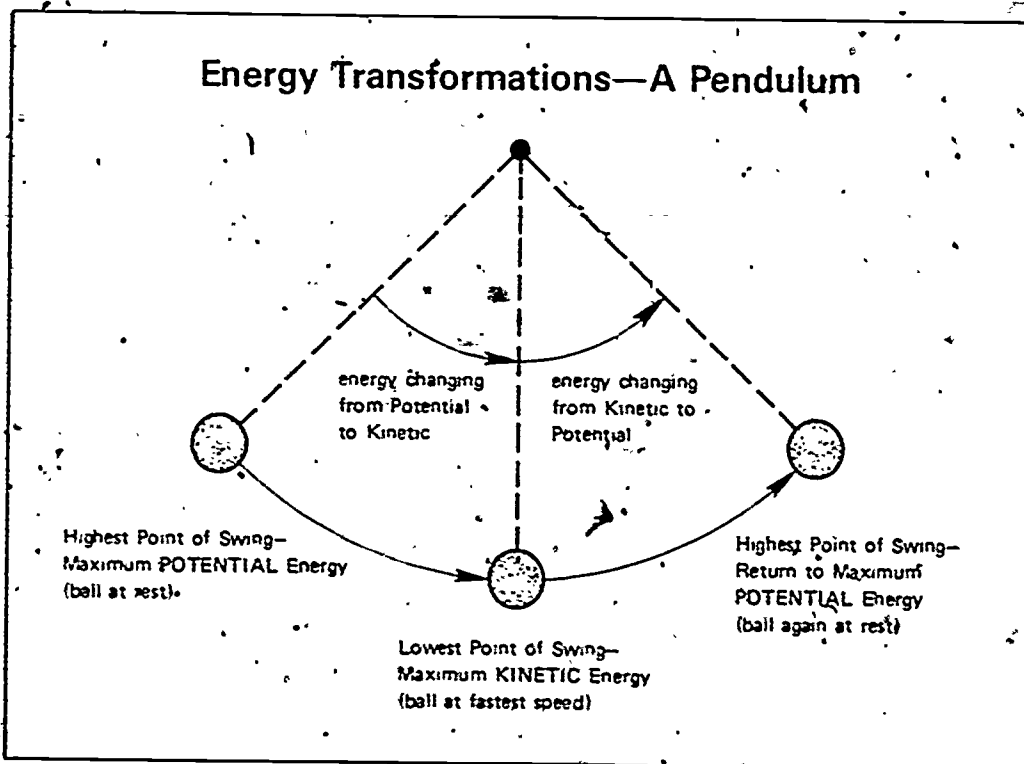 Energy Transformations—A Pendulum
energy changing
from Potential
to Kinetic
energy changing
from Kinetic to
Potential
Highest Point of Swing—
Maximum POTENTIAL Energy
(ball at rest)
Highest Point of Swing—
Return to Maximum
POTENTIAL Energy
(ball again at rest)
Lowest Point of Swing—
Maximum KINETIC Energy
(ball at fastest speed)